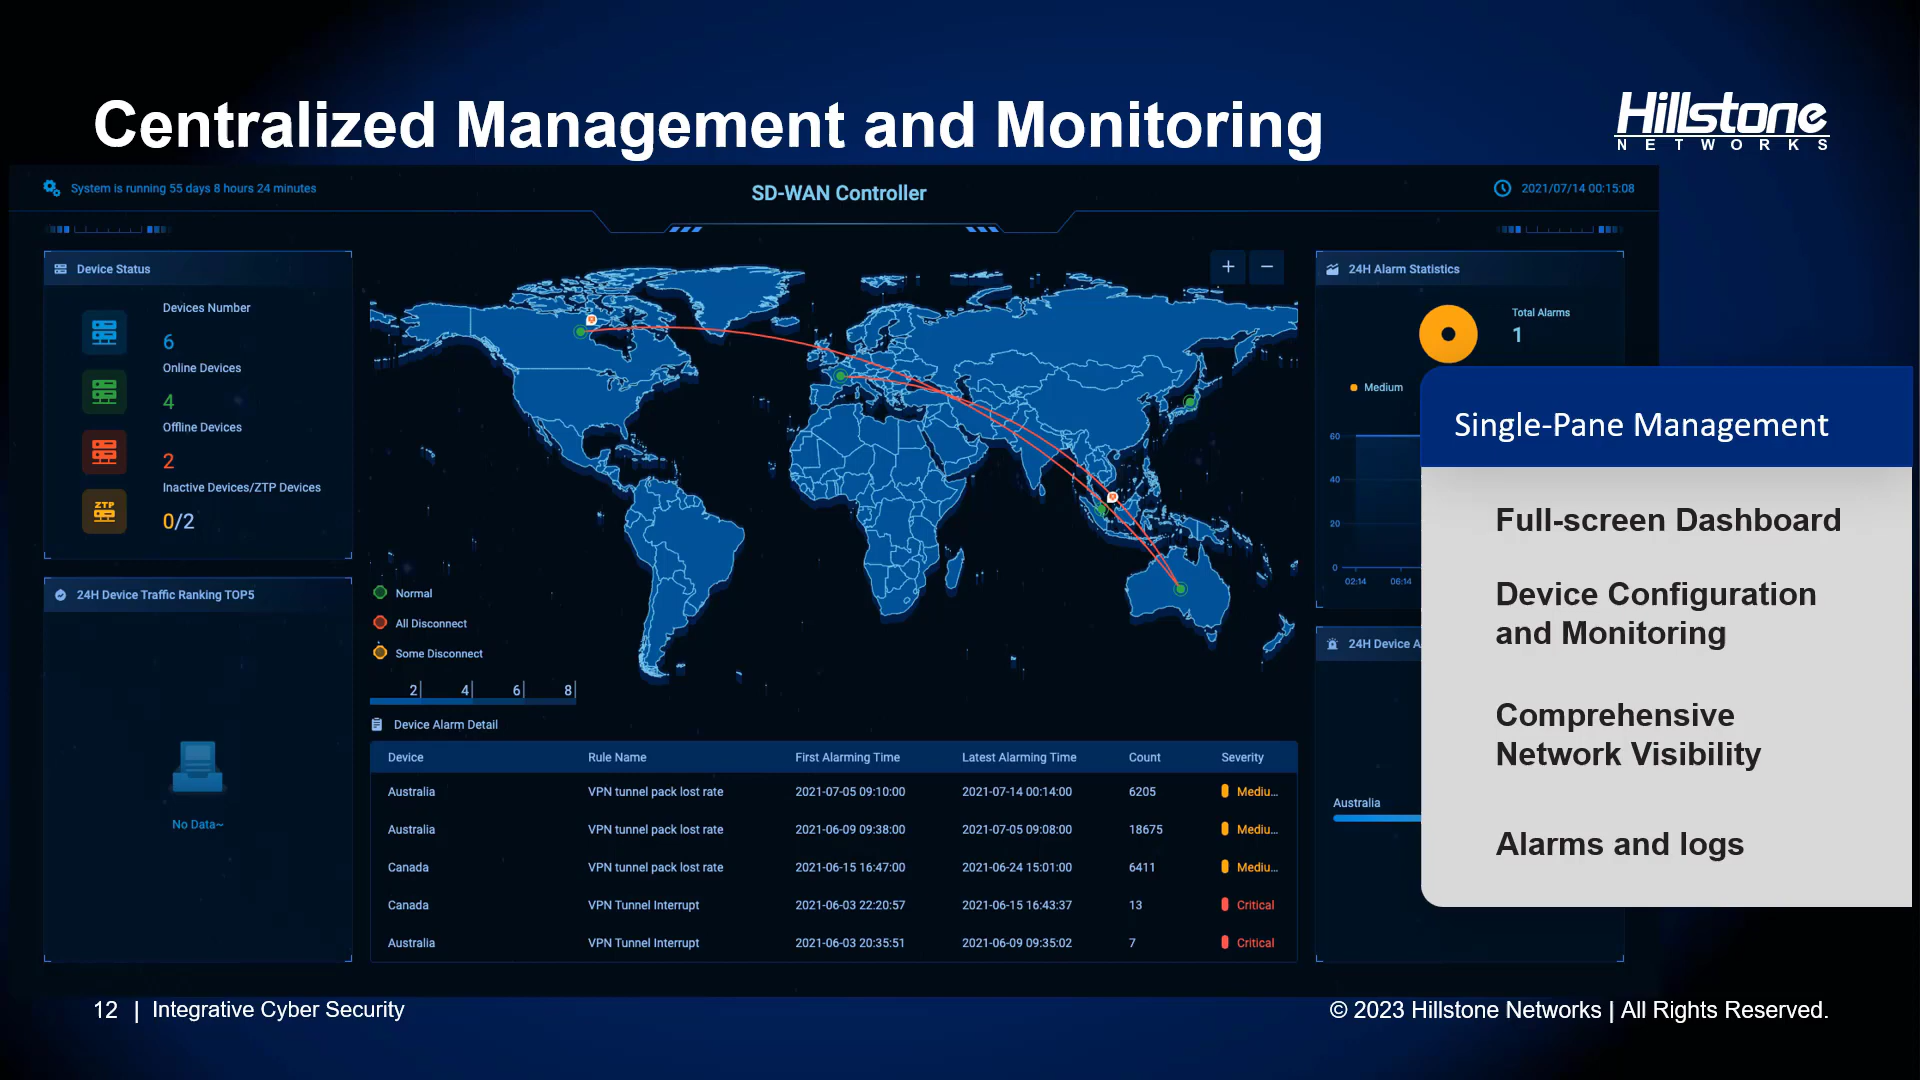 Centralized Management and Monitoring
Hillstone
NETWORKS
System is running 55 days 8 hours 24 minutes
SD-WAN Controller
2021/07/14 00:15:08
Device Status
Devices Number
6
Online Devices
4
Offline Devices
2
ZTP
Inactive Devices/ZTP Devices
0/2
24H Device Traffic Ranking TOP5
No Data~
+ −
Normal
All Disconnect
Some Disconnect
2 4 6 8
Device Alarm Detail
Device Rule Name First Alarming Time Latest Alarming Time Count Severity
Australia VPN tunnel pack lost rate 2021-07-05 09:10:00 2021-07-14 00:14:00 6205 Mediu...
Australia VPN tunnel pack lost rate 2021-06-09 09:38:00 2021-07-05 09:08:00 18675 Mediu...
Canada VPN tunnel pack lost rate 2021-06-15 16:47:00 2021-06-24 15:01:00 6411 Mediu...
Canada VPN Tunnel Interrupt 2021-06-03 22:20:57 2021-06-15 16:43:37 13 Critical
Australia VPN Tunnel Interrupt 2021-06-03 20:35:51 2021-06-09 09:35:02 7 Critical
24H Alarm Statistics
Total Alarms
1
Medium
60
40
20
0
02:14 06:14
24H Device A
Australia
Single-Pane Management
Full-screen Dashboard
Device Configuration
and Monitoring
Comprehensive
Network Visibility
Alarms and logs
12 | Integrative Cyber Security
© 2023 Hillstone Networks | All Rights Reserved.